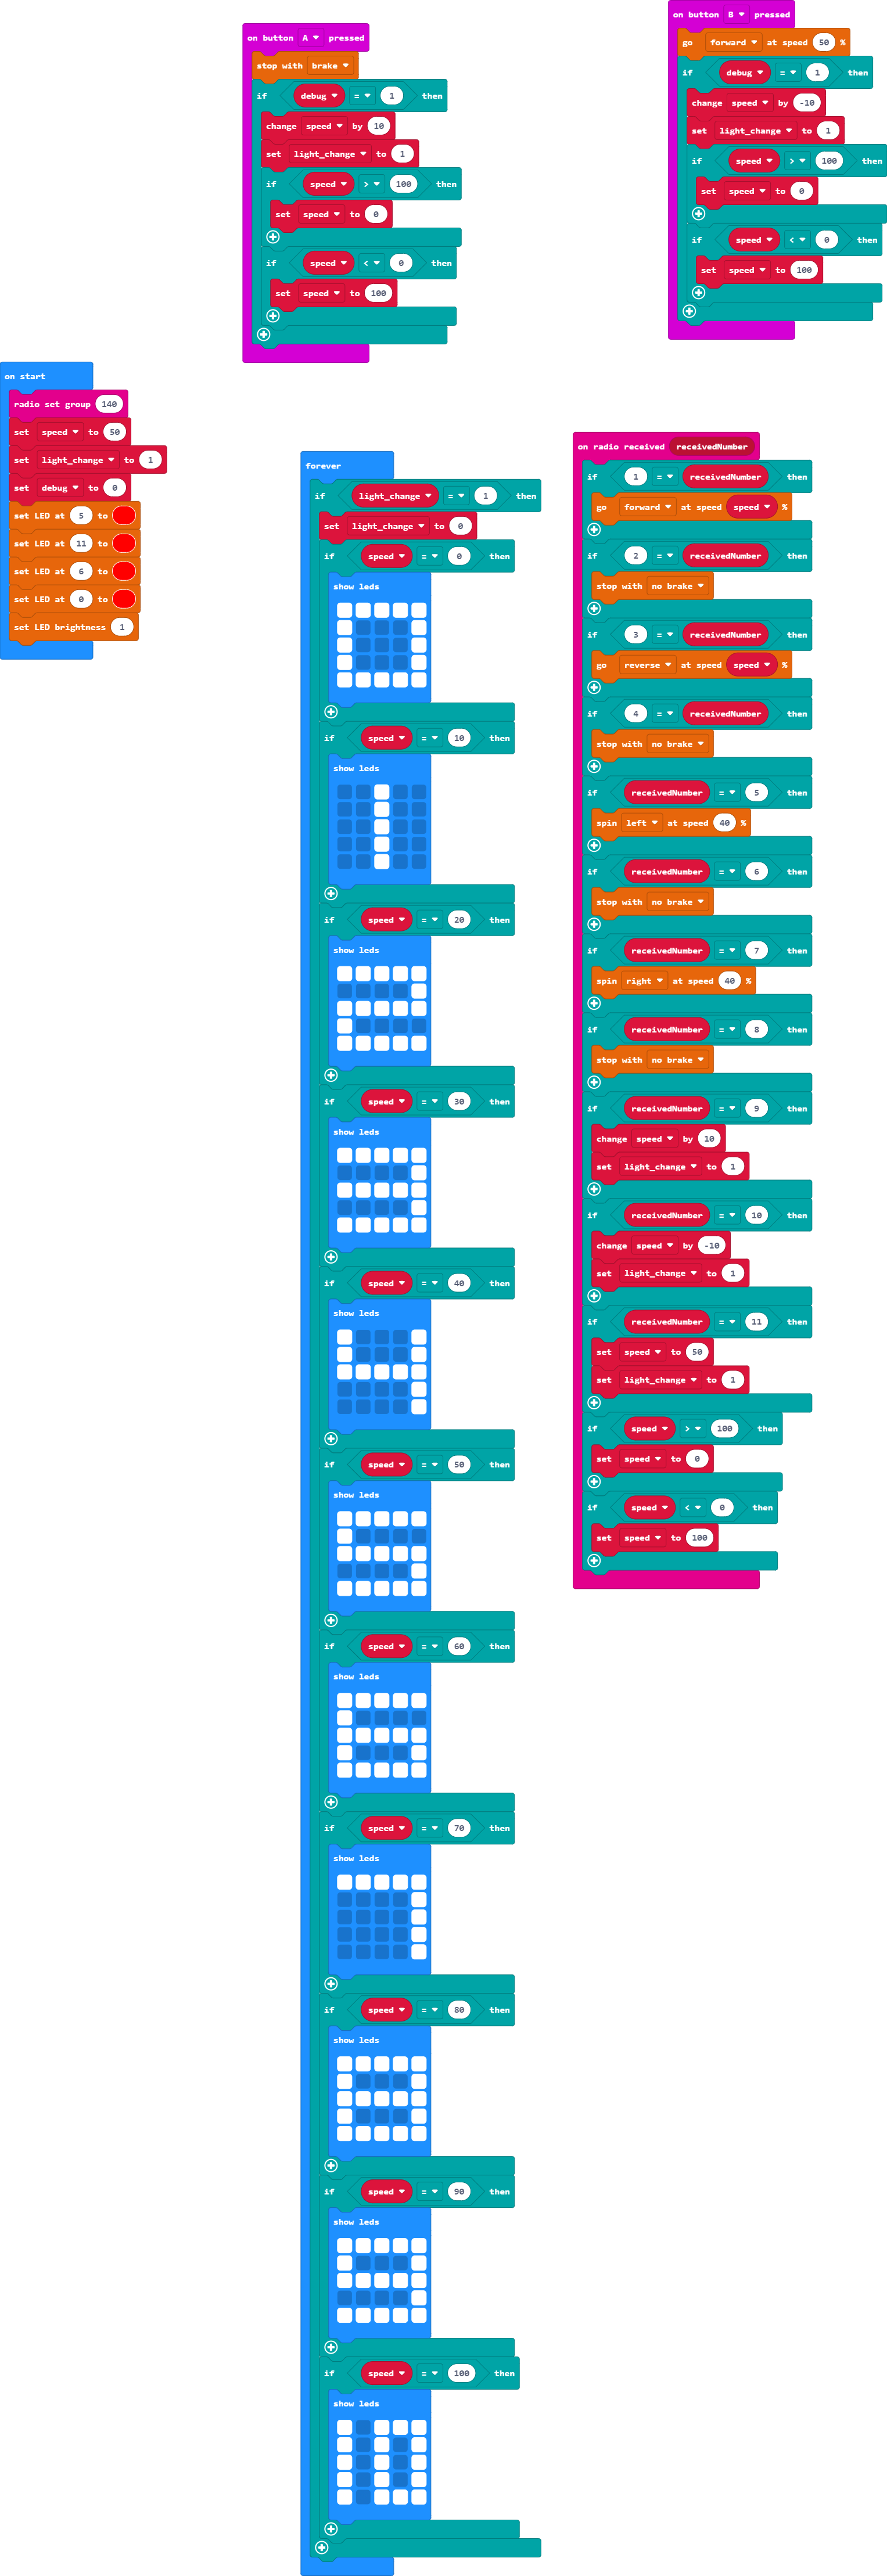 on button A pressed
stop with brake
if debug = 1 then
change speed by 10
set light_change to 1
if speed > 100 then
set speed to 0
if speed < 0 then
set speed to 100
on button B pressed
go forward at speed 50 %
if debug = 1 then
change speed by -10
set light_change to 1
if speed > 100 then
set speed to 0
if speed < 0 then
set speed to 100
on start
radio set group 140
set speed to 50
set light_change to 1
set debug to 0
set LED at 5 to
set LED at 11 to
set LED at 6 to
set LED at 0 to
set LED brightness 1
forever
if light_change = 1 then
set light_change to 0
if speed = 0 then
show leds
if speed = 10 then
show leds
if speed = 20 then
show leds
if speed = 30 then
show leds
if speed = 40 then
show leds
if speed = 50 then
show leds
if speed = 60 then
show leds
if speed = 70 then
show leds
if speed = 80 then
show leds
if speed = 90 then
show leds
if speed = 100 then
show leds
on radio received receivedNumber
if 1 = receivedNumber then
go forward at speed speed %
if 2 = receivedNumber then
stop with no brake
if 3 = receivedNumber then
go reverse at speed speed %
if 4 = receivedNumber then
stop with no brake
if receivedNumber = 5 then
spin left at speed 40 %
if receivedNumber = 6 then
stop with no brake
if receivedNumber = 7 then
spin right at speed 40 %
if receivedNumber = 8 then
stop with no brake
if receivedNumber = 9 then
change speed by 10
set light_change to 1
if receivedNumber = 10 then
change speed by -10
set light_change to 1
if receivedNumber = 11 then
set speed to 50
set light_change to 1
if speed > 100 then
set speed to 0
if speed < 0 then
set speed to 100